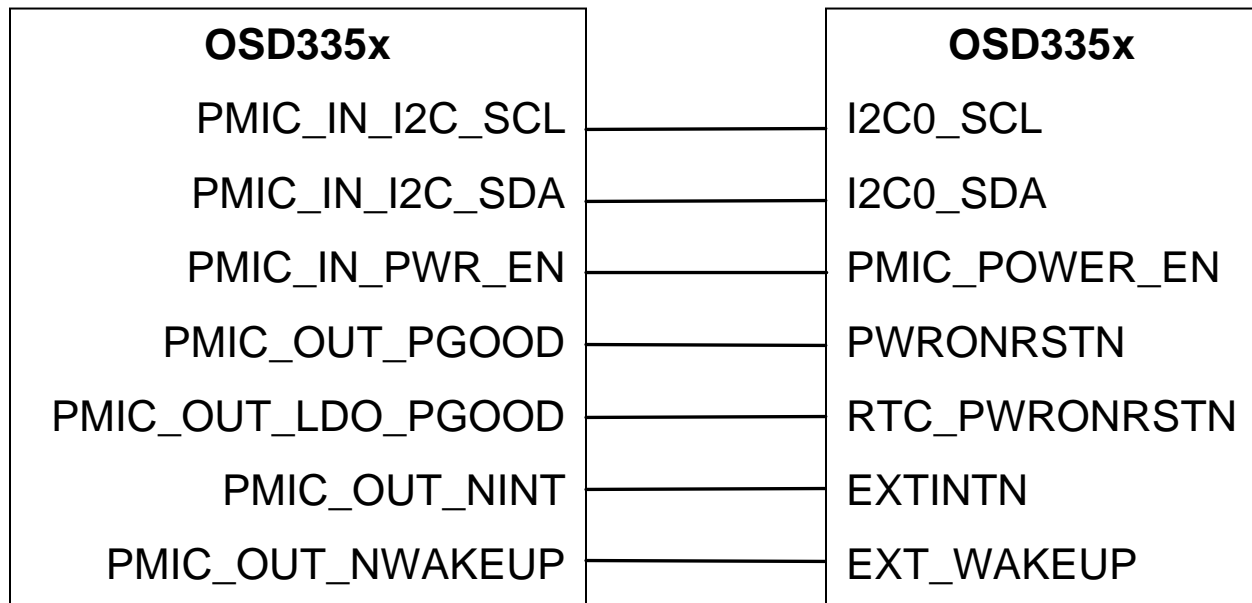 OSD335x OSD335x
PMIC_IN_I2C_SCL I2C0_SCL
PMIC_IN_I2C_SDA I2C0_SDA
PMIC_IN_PWR_EN PMIC_POWER_EN
PMIC_OUT_PGOOD PWRONRSTN
PMIC_OUT_LDO_PGOOD RTC_PWRONRSTN
PMIC_OUT_NINT EXTINTN
PMIC_OUT_NWAKEUP EXT_WAKEUP